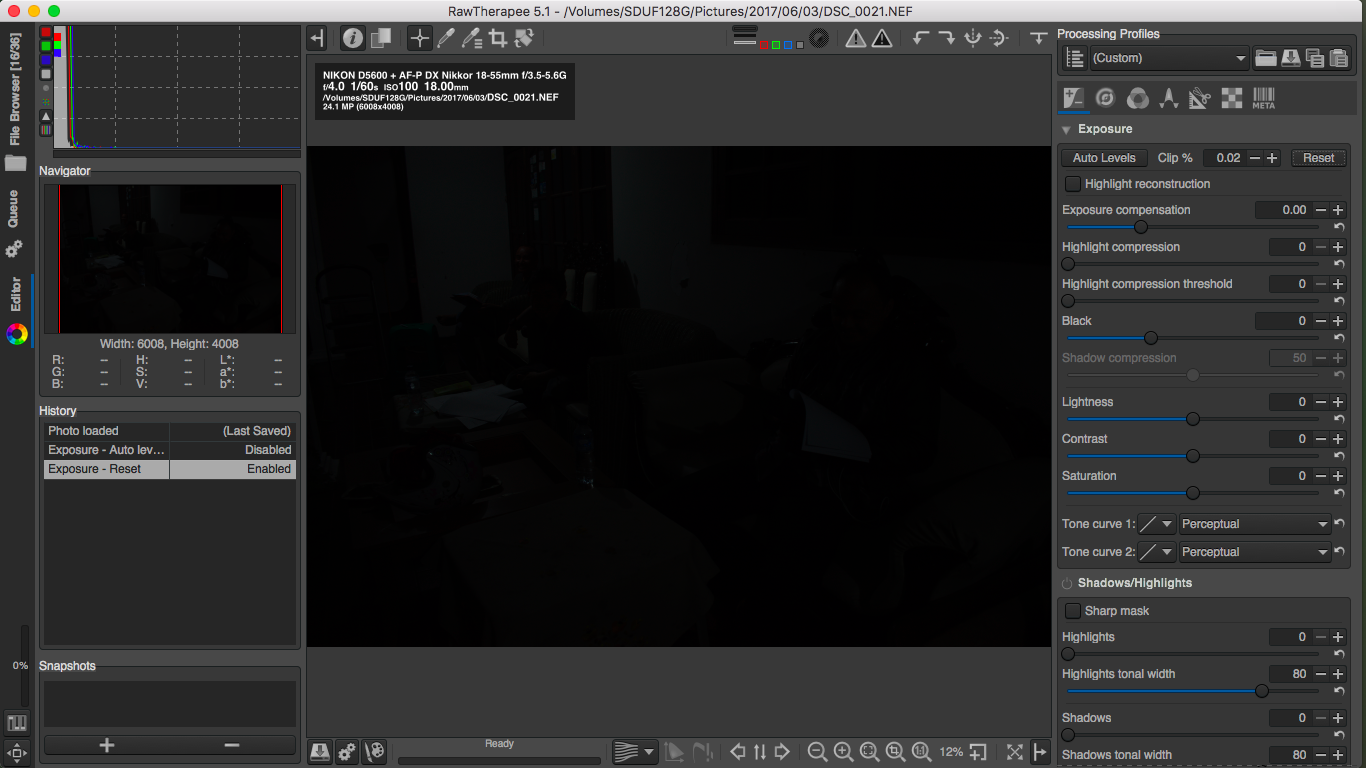 RawTherapee 5.1 - /Volumes/SDUF128G/Pictures/2017/06/03/DSC_0021.NEF
File Browser [16/36]
Queue
Editor
0%
Navigator
Width: 6008, Height: 4008
R: -- H: -- L*: --
G: -- S: -- a*: --
B: -- V: -- b*: --
History
Photo loaded (Last Saved)
Exposure - Auto lev... Disabled
Exposure - Reset Enabled
Snapshots
NIKON D5600 + AF-P DX Nikkor 18-55mm f/3.5-5.6G
f/4.0 1/60s ISO100 18.00mm
/Volumes/SDUF128G/Pictures/2017/06/03/DSC_0021.NEF
24.1 MP (6008x4008)
Ready
1:1
12%
Processing Profiles
(Custom)
META
Exposure
Auto Levels Clip % 0.02 Reset
Highlight reconstruction
Exposure compensation 0.00
Highlight compression 0
Highlight compression threshold 0
Black 0
Shadow compression 50
Lightness 0
Contrast 0
Saturation 0
Tone curve 1: Perceptual
Tone curve 2: Perceptual
Shadows/Highlights
Sharp mask
Highlights 0
Highlights tonal width 80
Shadows 0
Shadows tonal width 80